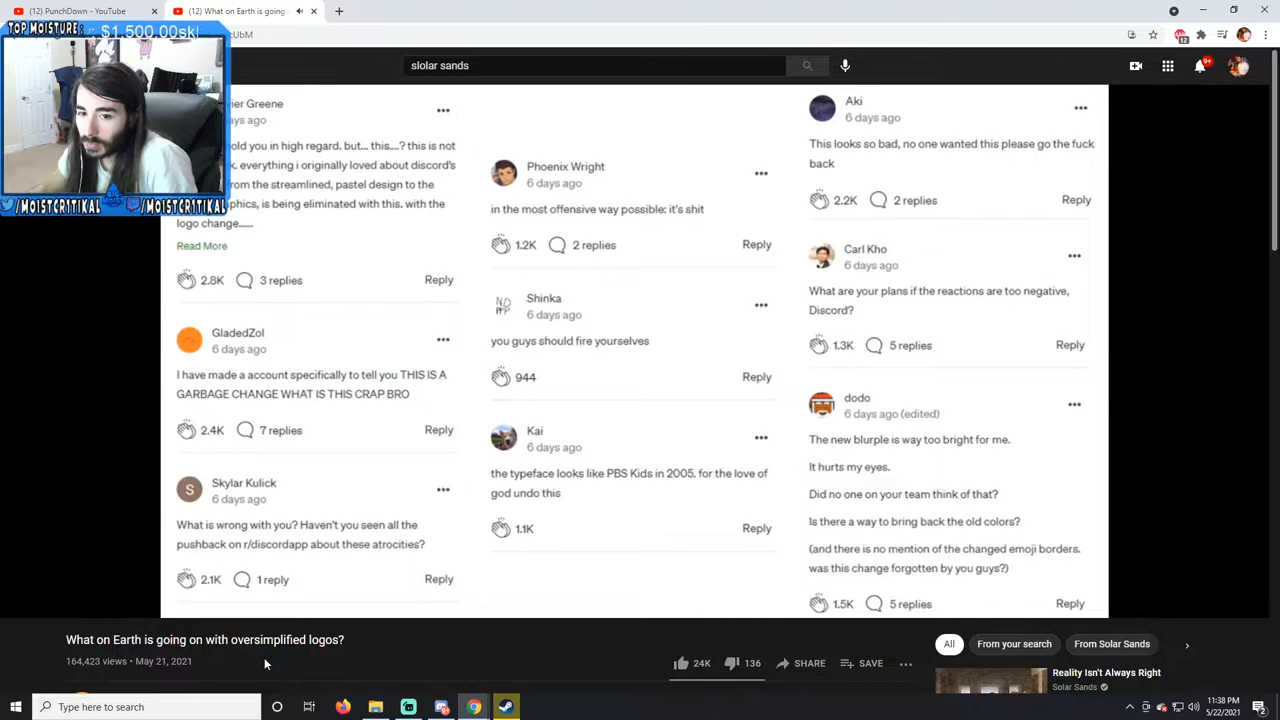 (12) PunchDown - YouTube
(12) What on Earth is going
TOP MOISTURE
$1,500.00
cUbM
12
slolar sands
9+
/MOISTCRITIKAL /MOISTCRITIKAL
ier Greene
ays ago
old you in high regard. but... this....? this is not
k. everything i originally loved about discord's
rom the streamlined, pastel design to the
aphics, is being eliminated with this. with the
logo change......
Read More
2.8K 3 replies Reply
GladedZol
6 days ago
I have made a account specifically to tell you THIS IS A
GARBAGE CHANGE WHAT IS THIS CRAP BRO
2.4K 7 replies Reply
S
Skylar Kulick
6 days ago
What is wrong with you? Haven't you seen all the
pushback on r/discordapp about these atrocities?
2.1K 1 reply Reply
Phoenix Wright
6 days ago
in the most offensive way possible: it's shit
1.2K 2 replies Reply
Shinka
6 days ago
you guys should fire yourselves
944 Reply
Kai
6 days ago
the typeface looks like PBS Kids in 2005. for the love of
god undo this
1.1K Reply
Aki
6 days ago
This looks so bad, no one wanted this please go the fuck
back
2.2K 2 replies Reply
Carl Kho
6 days ago
What are your plans if the reactions are too negative,
Discord?
1.3K 5 replies Reply
dodo
6 days ago (edited)
The new blurple is way too bright for me.
It hurts my eyes.
Did no one on your team think of that?
Is there a way to bring back the old colors?
(and there is no mention of the changed emoji borders.
was this change forgotten by you guys?)
1.5K 5 replies Reply
What on Earth is going on with oversimplified logos?
164,423 views • May 21, 2021
24K 136 SHARE SAVE
All From your search From Solar Sands
Reality Isn't Always Right
Solar Sands
Type here to search
11:38 PM
5/22/2021
2